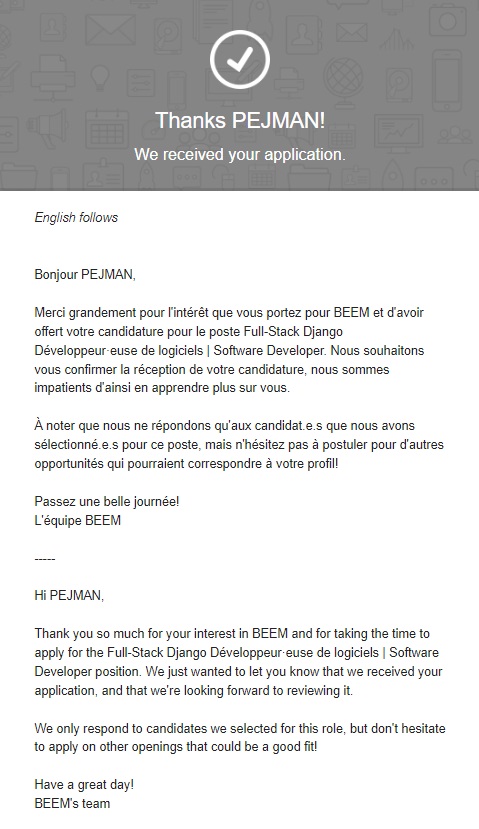 Thanks PEJMAN!
We received your application.
English follows
Bonjour PEJMAN,
Merci grandement pour l'intérêt que vous portez pour BEEM et d'avoir
offert votre candidature pour le poste Full-Stack Django
Développeur·euse de logiciels | Software Developer. Nous souhaitons
vous confirmer la réception de votre candidature, nous sommes
impatients d'ainsi en apprendre plus sur vous.
À noter que nous ne répondons qu'aux candidat.e.s que nous avons
sélectionné.e.s pour ce poste, mais n'hésitez pas à postuler pour d'autres
opportunités qui pourraient correspondre à votre profil!
Passez une belle journée!
L'équipe BEEM
-----
Hi PEJMAN,
Thank you so much for your interest in BEEM and for taking the time to
apply for the Full-Stack Django Développeur·euse de logiciels | Software
Developer position. We just wanted to let you know that we received your
application, and that we're looking forward to reviewing it.
We only respond to candidates we selected for this role, but don't hesitate
to apply on other openings that could be a good fit!
Have a great day!
BEEM's team